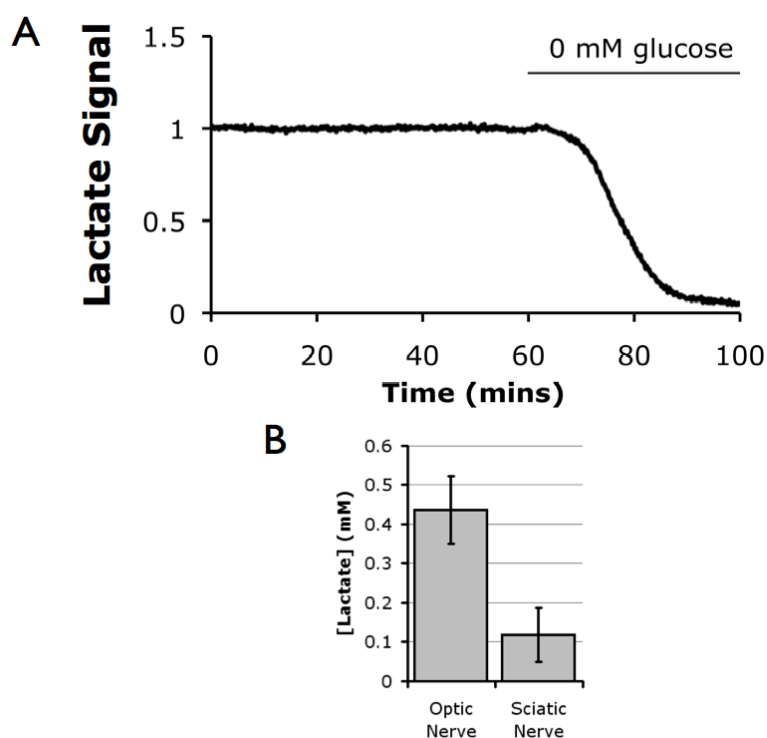 A
Lactate Signal
1.5
1
0.5
0
0 mM glucose
0 20 40 60 80 100
Time (mins)
B
[Lactate] (mM)
0.6
0.5
0.4
0.3
0.2
0.1
0
Optic
Nerve
Sciatic
Nerve